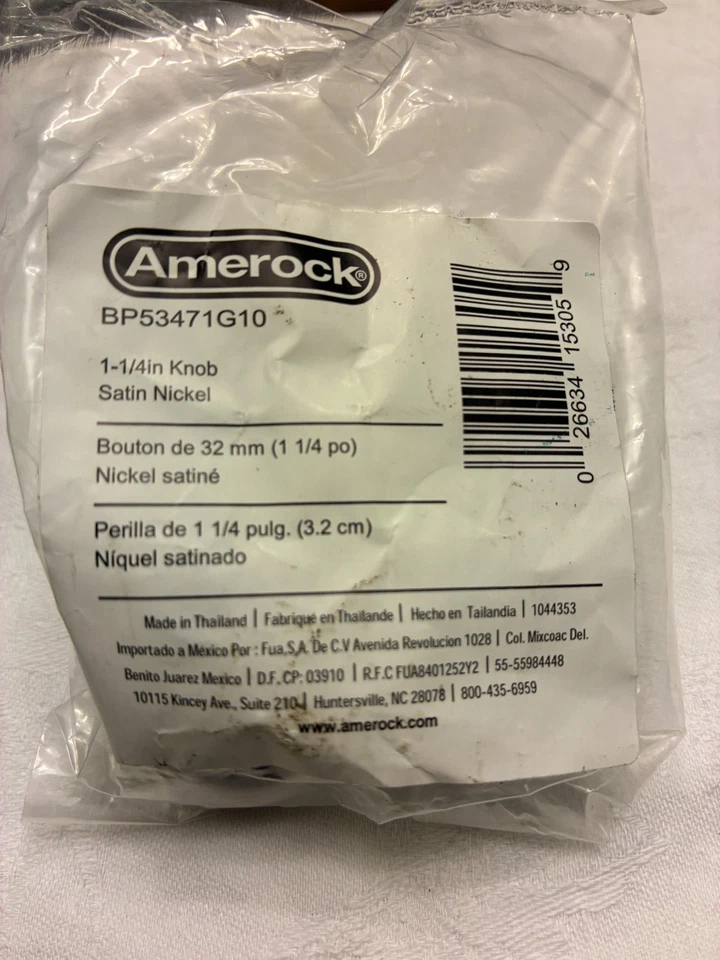 Amerock®
BP53471G10
1-1/4in Knob
Satin Nickel
Bouton de 32 mm (1 1/4 po)
Nickel satiné
Perilla de 1 1/4 pulg. (3.2 cm)
Níquel satinado
0 26634 15305 9
Made in Thailand | Fabriqué en Thaïlande | Hecho en Tailandia | 1044353
Importado a México Por : Fua.S.A. De C.V Avenida Revolucion 1028 | Col. Mixcoac Del.
Benito Juarez Mexico | D.F. CP: 03910 | R.F.C FUA8401252Y2 | 55-55984448
10115 Kincey Ave., Suite 210 | Huntersville, NC 28078 | 800-435-6959
www.amerock.com